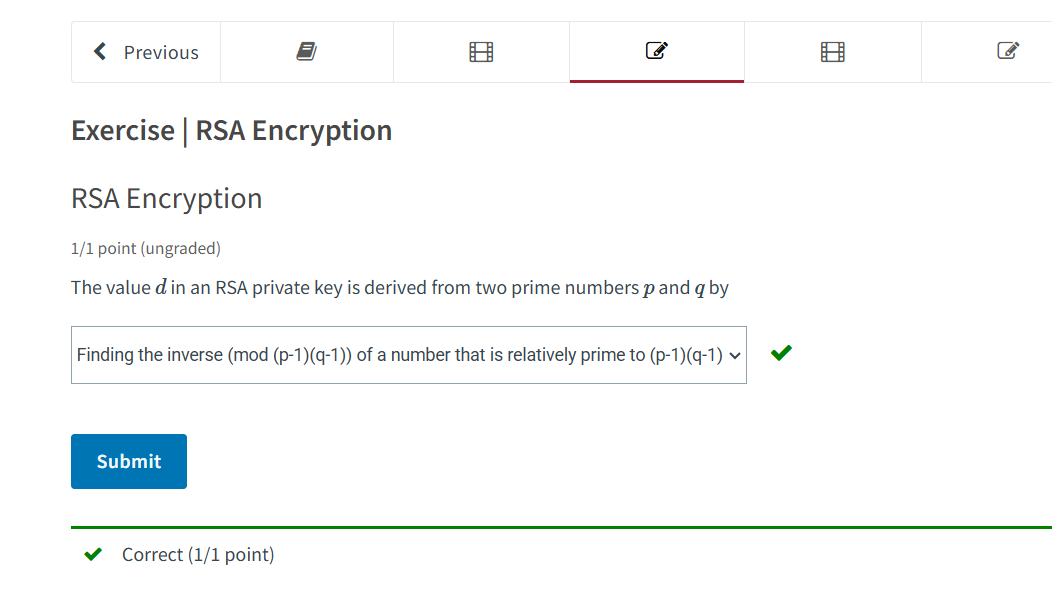 Previous
Exercise | RSA Encryption
RSA Encryption
1/1 point (ungraded)
The value d in an RSA private key is derived from two prime numbers p and q by
Finding the inverse (mod (p-1)(q-1)) of a number that is relatively prime to (p-1)(q-1)
Submit
Correct (1/1 point)